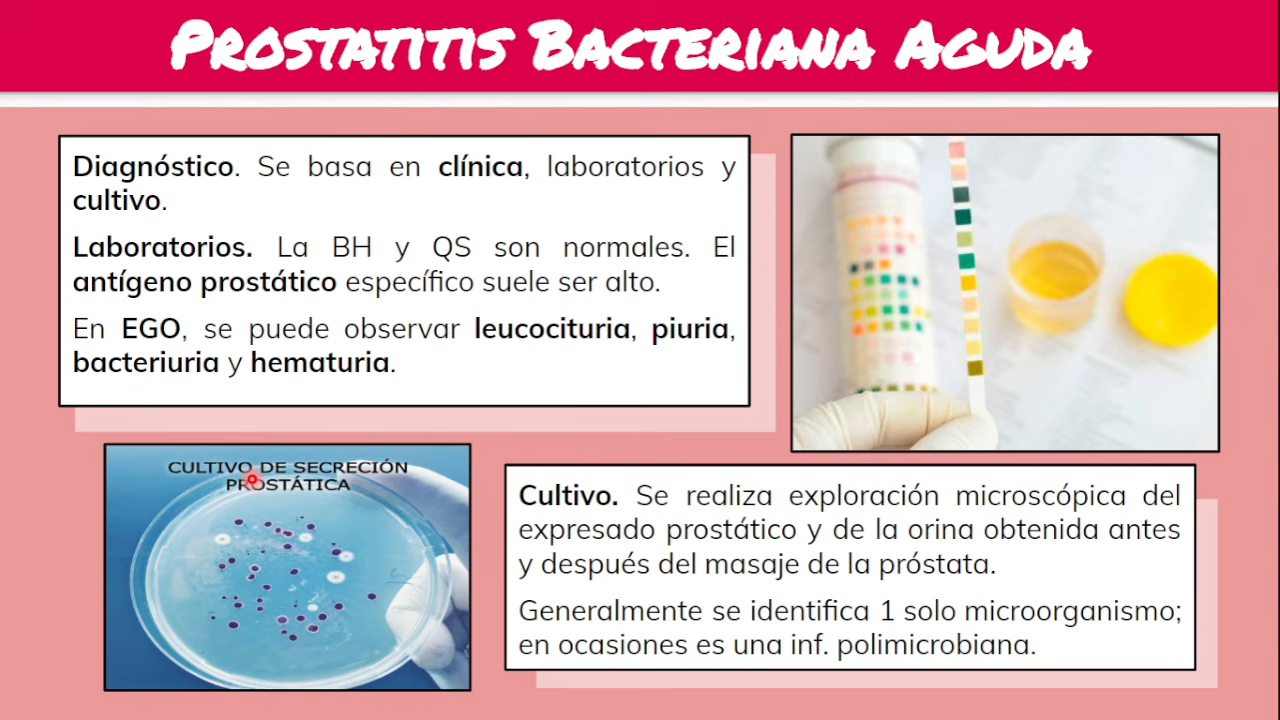 PROSTATITIS BACTERIANA AGUDA
Diagnóstico. Se basa en clínica, laboratorios y
cultivo.
Laboratorios. La BH y QS son normales. El
antígeno prostático específico suele ser alto.
En EGO, se puede observar leucocituria, piuria,
bacteriuria y hematuria.
CULTIVO DE SECRECIÓN
PROSTÁTICA
Cultivo. Se realiza exploración microscópica del
expresado prostático y de la orina obtenida antes
y después del masaje de la próstata.
Generalmente se identifica 1 solo microorganismo;
en ocasiones es una inf. polimicrobiana.